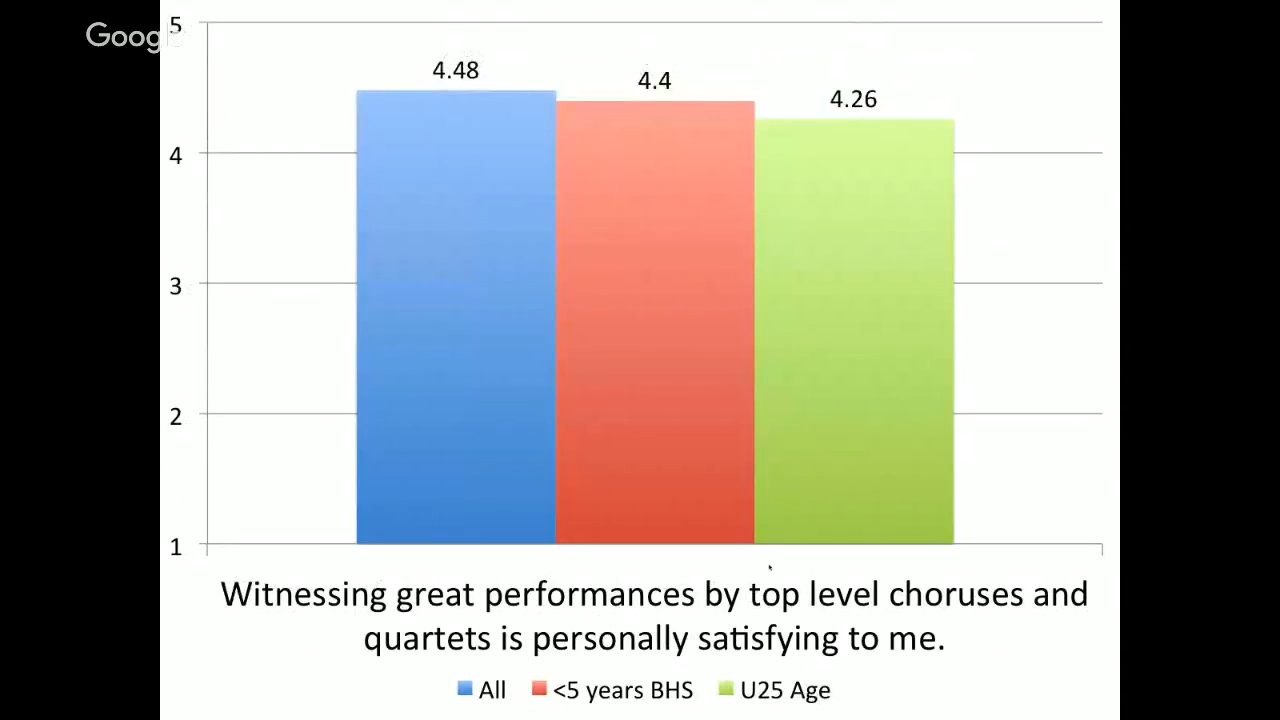 Goog
5
4.48
4.4
4.26
4
3
2
1
Witnessing great performances by top level choruses and
quartets is personally satisfying to me.
All <5 years BHS U25 Age